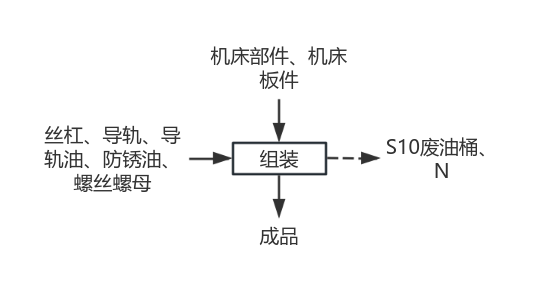 机床部件、机床
板件
丝杠、导轨、导
轨油、防锈油、
螺丝螺母
组装
S10废油桶、
N
成品